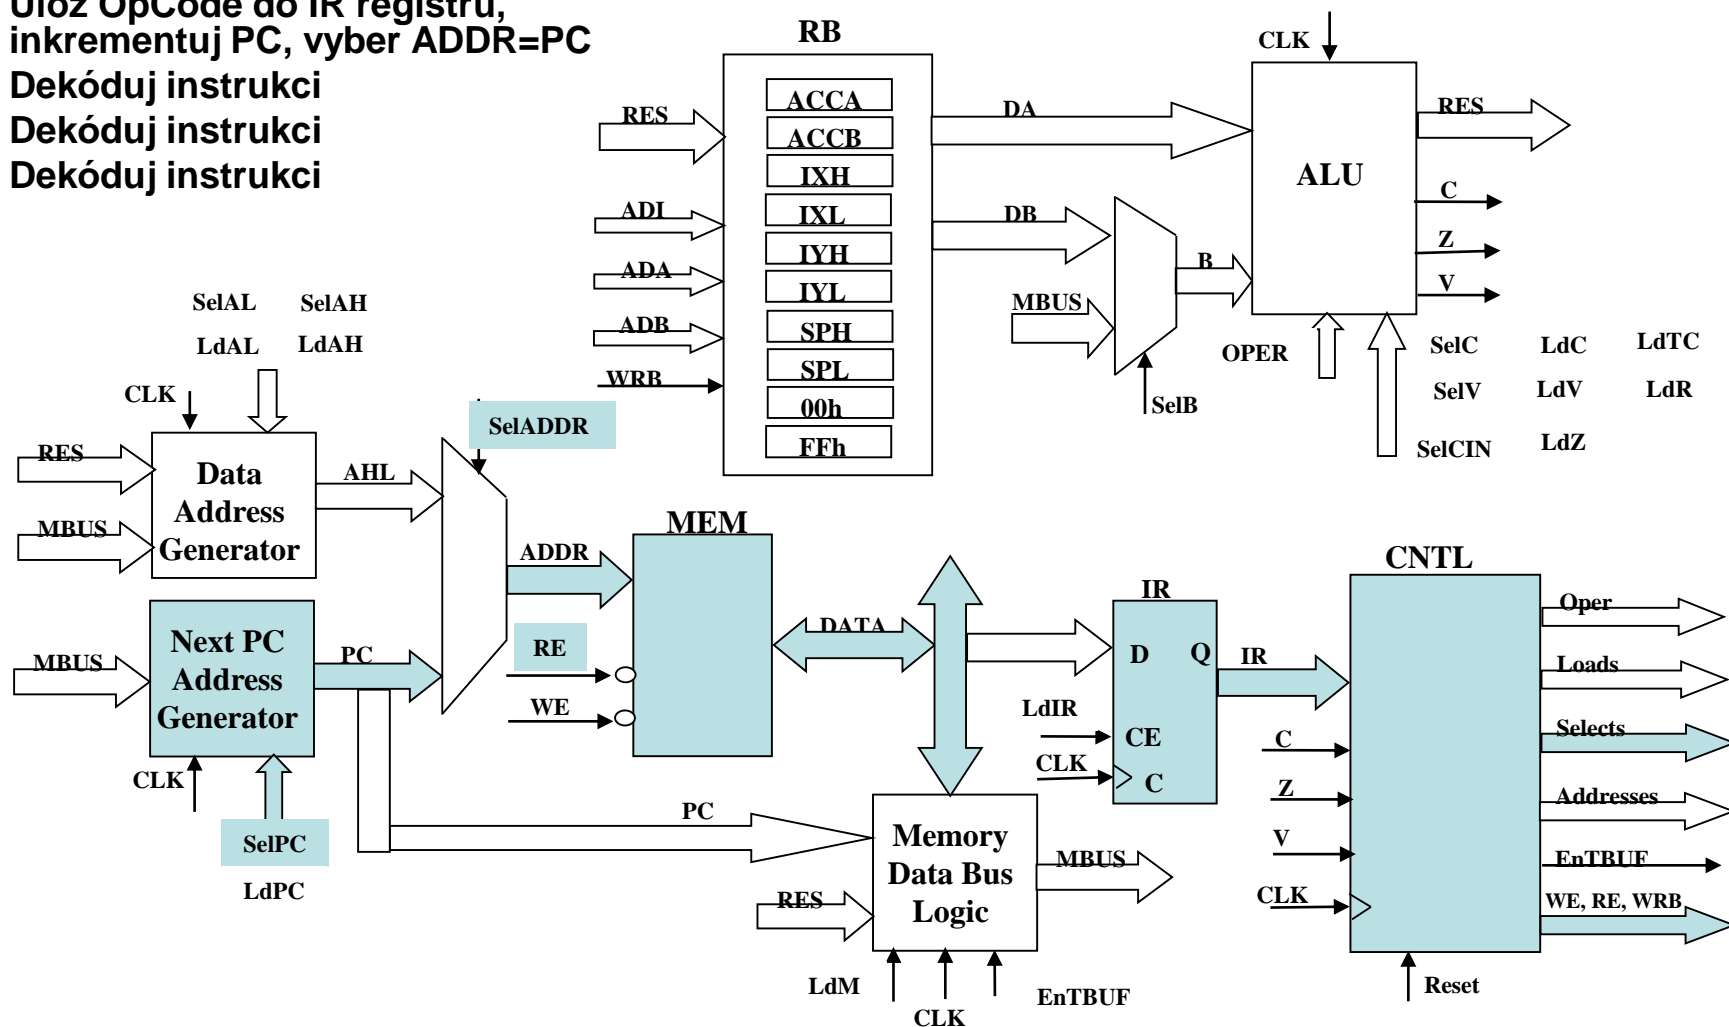 Ulož OpCode do IR registru,
inkrementuj PC, vyber ADDR=PC
Dekóduj instrukci
Dekóduj instrukci
Dekóduj instrukci
RB
ACCA
ACCB
IXH
IXL
IYH
IYL
SPH
SPL
00h
FFh
RES
ADI
ADA
ADB
WRB
DA
DB
MBUS
B
SelB
CLK
ALU
RES
C
Z
V
OPER
SelC LdC LdTC
SelV LdV LdR
SelCIN LdZ
SelAL SelAH
LdAL LdAH
CLK
RES
MBUS
Data
Address
Generator
AHL
SelADDR
MBUS
Next PC
Address
Generator
PC
CLK
SelPC
LdPC
ADDR
RE
WE
MEM
DATA
PC
RES
Memory
Data Bus
Logic
MBUS
LdM
CLK
EnTBUF
IR
D Q
CE
C
LdIR
CLK
IR
CNTL
C
Z
V
CLK
Reset
Oper
Loads
Selects
Addresses
EnTBUF
WE, RE, WRB